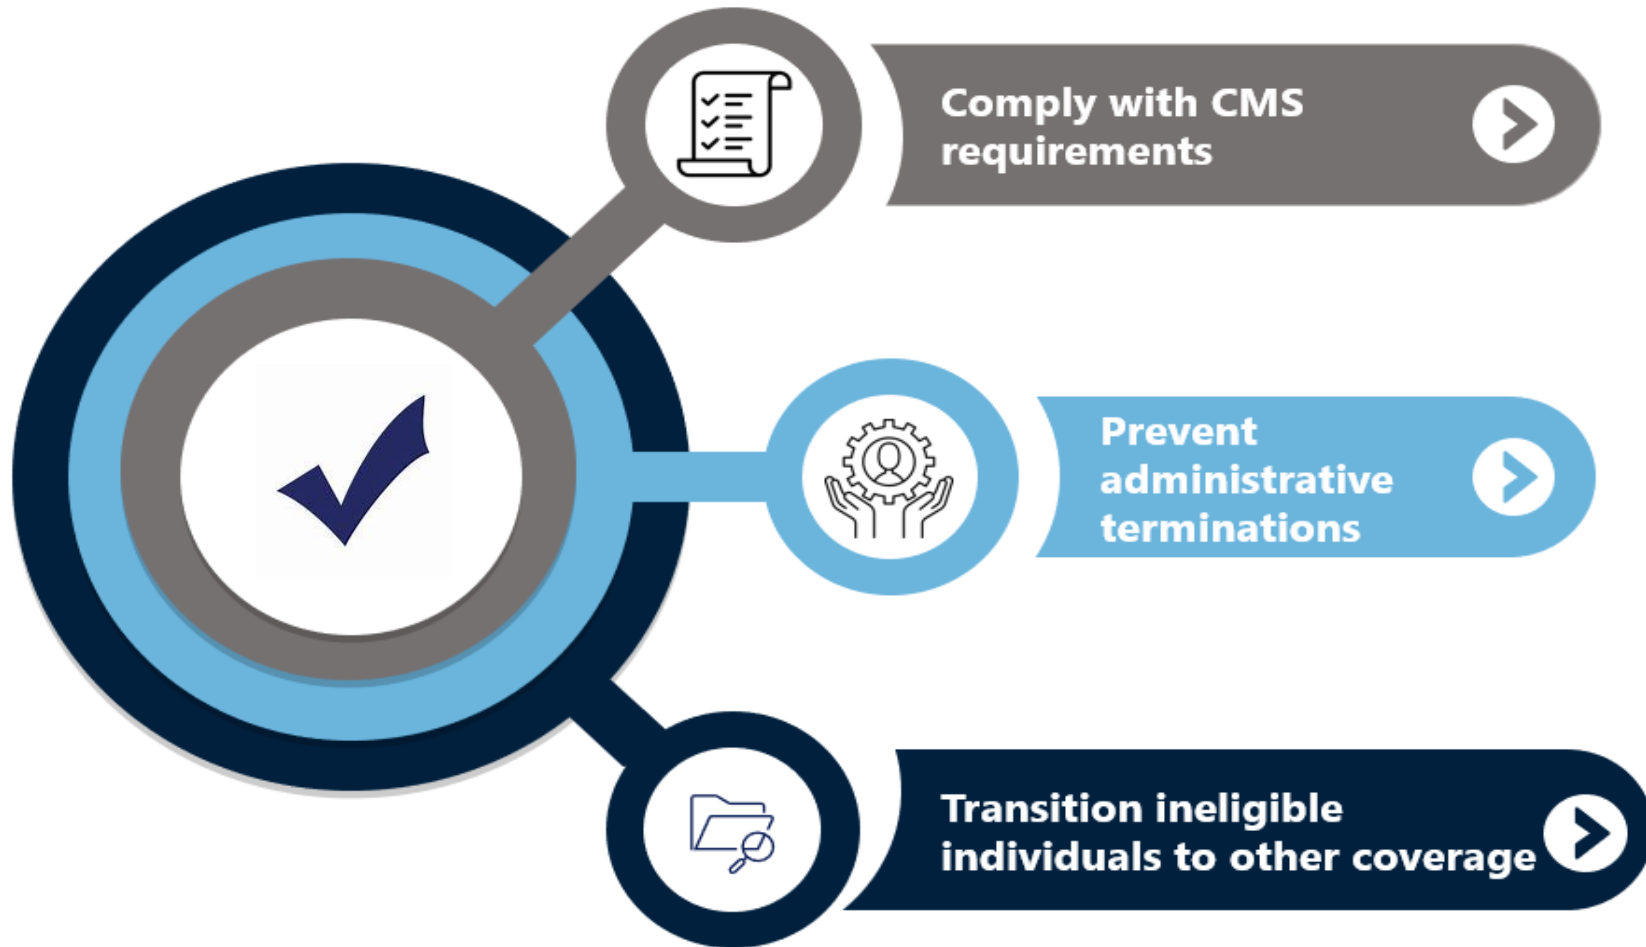 Comply with CMS
requirements
Prevent
administrative
terminations
Transition ineligible
individuals to other coverage